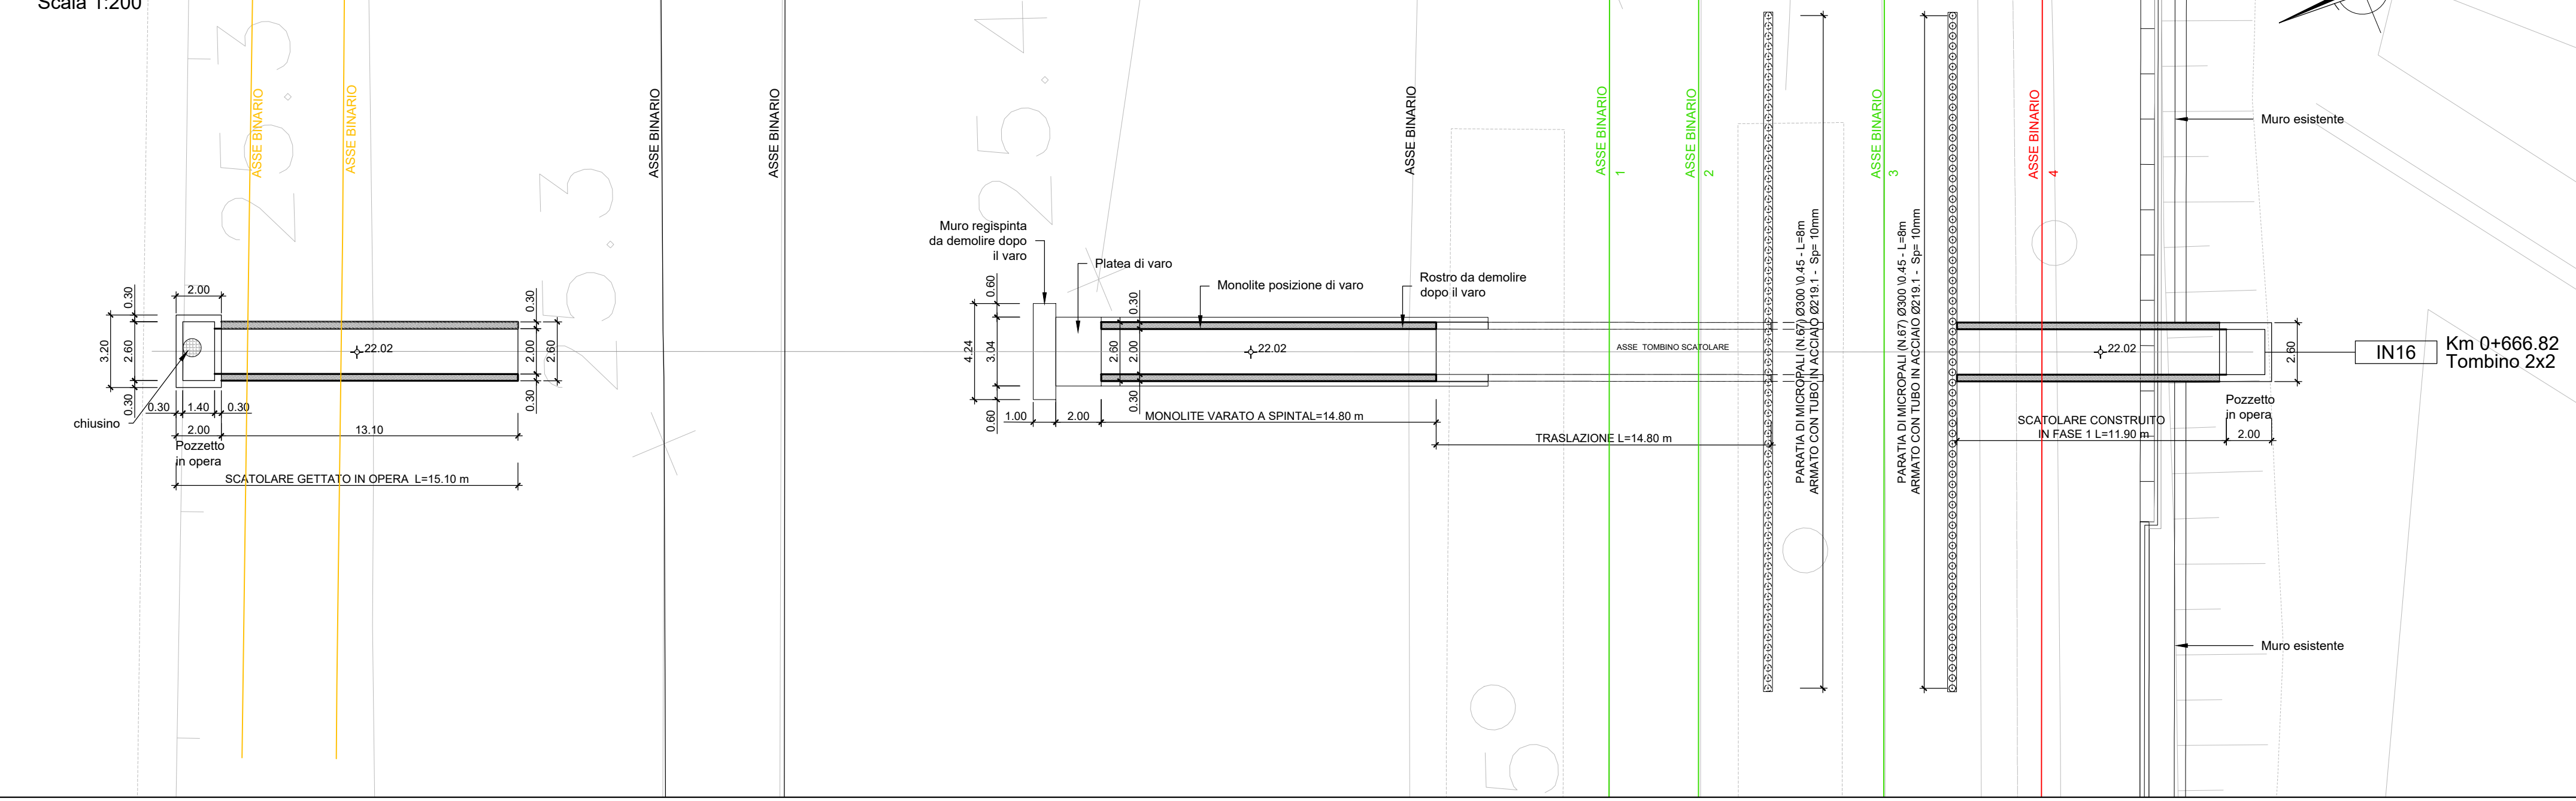 Scala 1:200
25.3
25.3
25.4
5
ASSE BINARIO
ASSE BINARIO
ASSE BINARIO
ASSE BINARIO
ASSE BINARIO
ASSE BINARIO
1
ASSE BINARIO
2
ASSE BINARIO
3
ASSE BINARIO
4
3.20
0.30
2.60
0.30
2.00
22.02
0.30
2.00
0.30
2.60
chiusino
0.30
1.40
0.30
2.00
13.10
Pozzetto
in opera
SCATOLARE GETTATO IN OPERA L=15.10 m
Muro regispinta
da demolire dopo
il varo
Platea di varo
Monolite posizione di varo
Rostro da demolire
dopo il varo
4.24
0.60
3.04
0.60
2.60
0.30
2.00
0.30
22.02
1.00
2.00
MONOLITE VARATO A SPINTAL=14.80 m
TRASLAZIONE L=14.80 m
ASSE TOMBINO SCATOLARE
PARATIA DI MICROPALI (N.67) Ø300 \0.45 - L=8m
ARMATO CON TUBO IN ACCIAIO Ø219.1 - Sp= 10mm
PARATIA DI MICROPALI (N.67) Ø300 \0.45 - L=8m
ARMATO CON TUBO IN ACCIAIO Ø219.1 - Sp= 10mm
22.02
SCATOLARE CONSTRUITO
IN FASE 1 L=11.90 m
Pozzetto
in opera
2.00
2.60
Muro esistente
Muro esistente
IN16
Km 0+666.82
Tombino 2x2